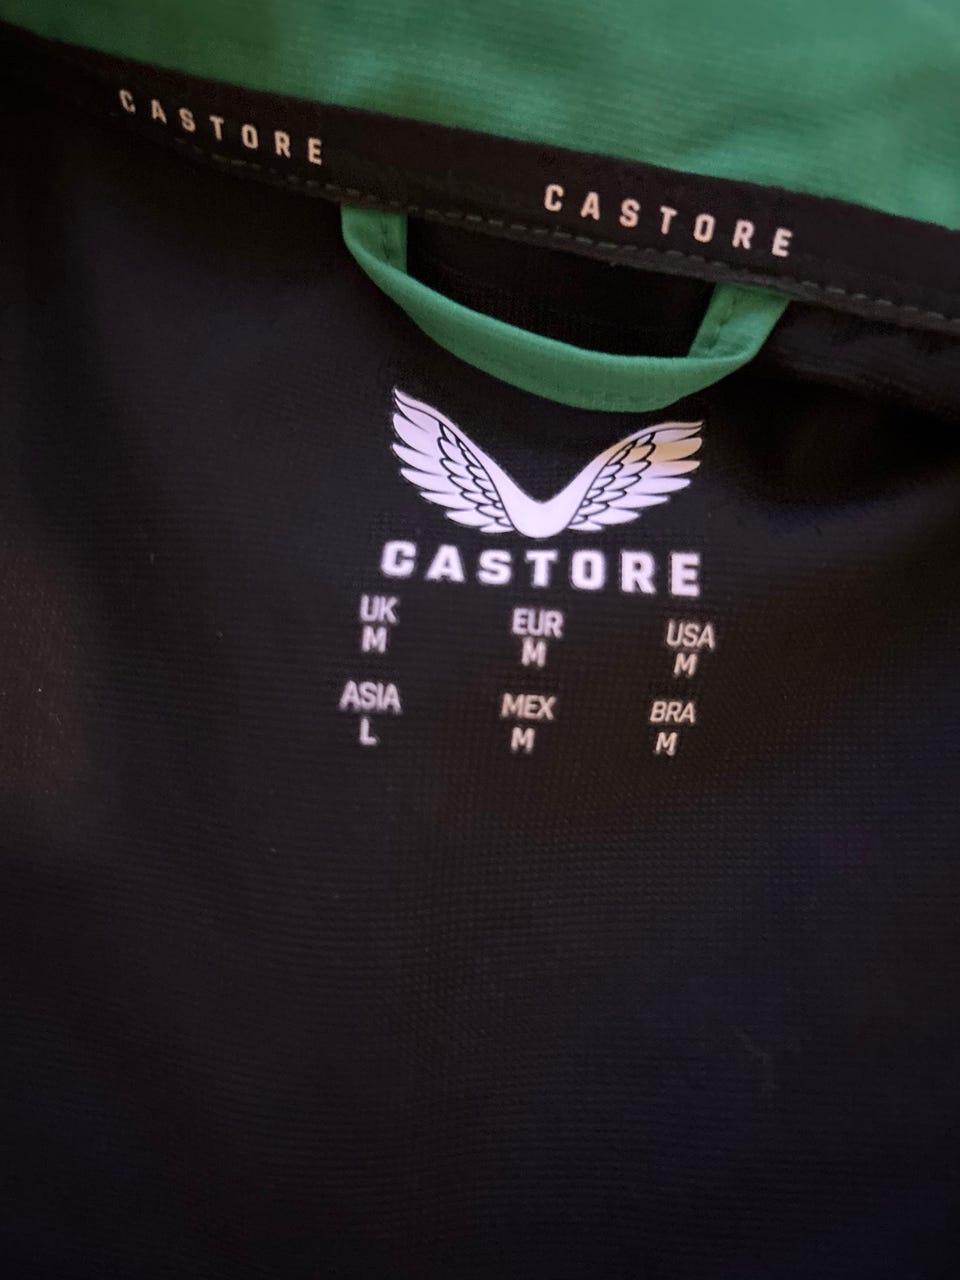 CASTORE CASTORE
CASTORE
UK EUR USA
M M M
ASIA MEX BRA
L M M